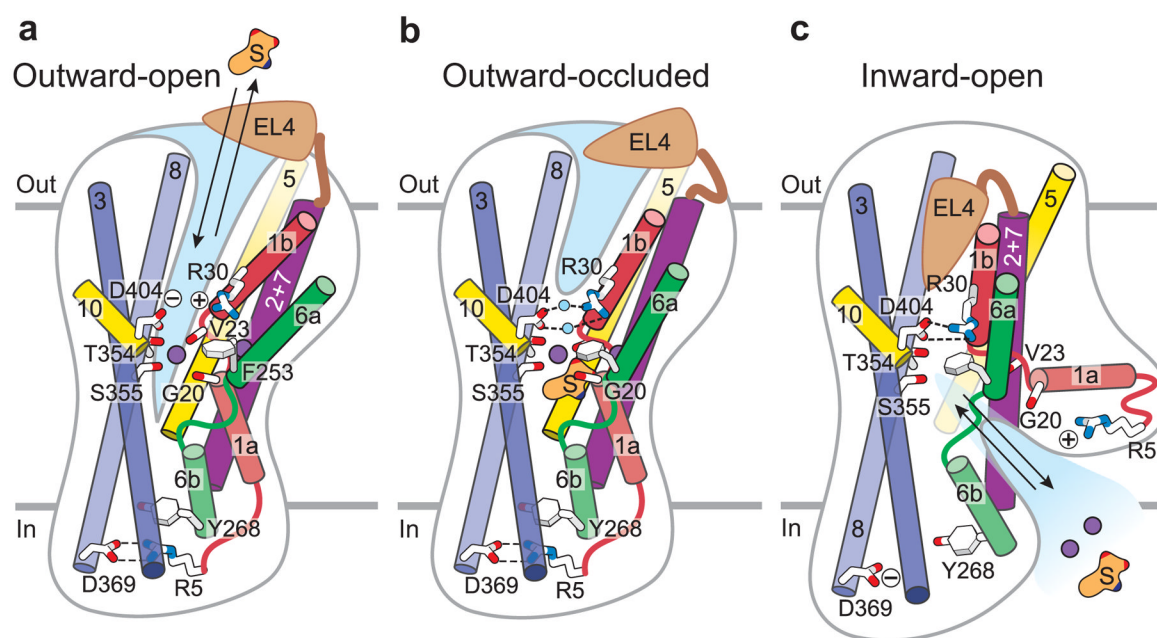 a
Outward-open
S
EL4
8
5
3
Out
1b
R30
2+7
D404
− +
10
6a
V23
T354
F253
S355
G20
1a
6b
In
Y268
D369
R5
b
Outward-occluded
EL4
8
5
3
Out
1b
R30
2+7
D404
10
6a
T354
S355
S
G20
1a
6b
In
Y268
D369
R5
c
Inward-open
5
3
Out
EL4
1b
2+7
R30
10
D404
6a
V23
T354
1a
S355
G20
+
R5
6b
In
8
Y268
S
D369
−